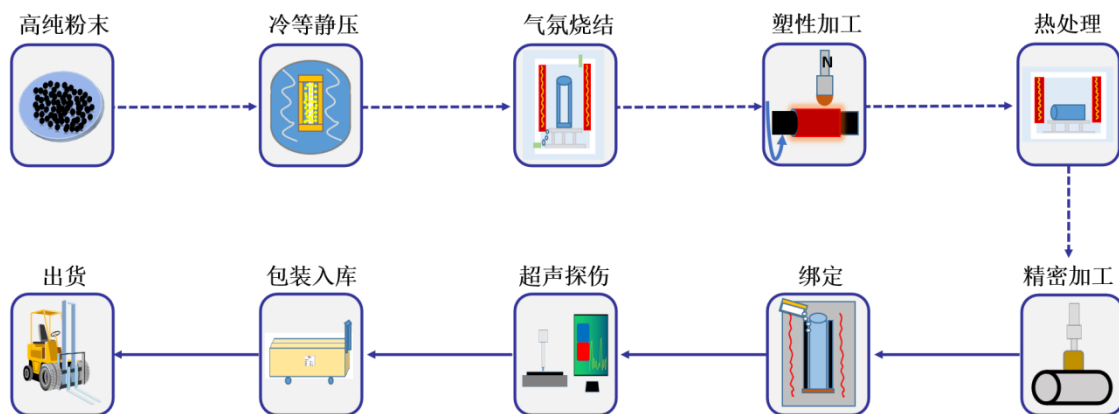 高纯粉末
冷等静压
气氛烧结
塑性加工
热处理
N
精密加工
绑定
超声探伤
包装入库
出货